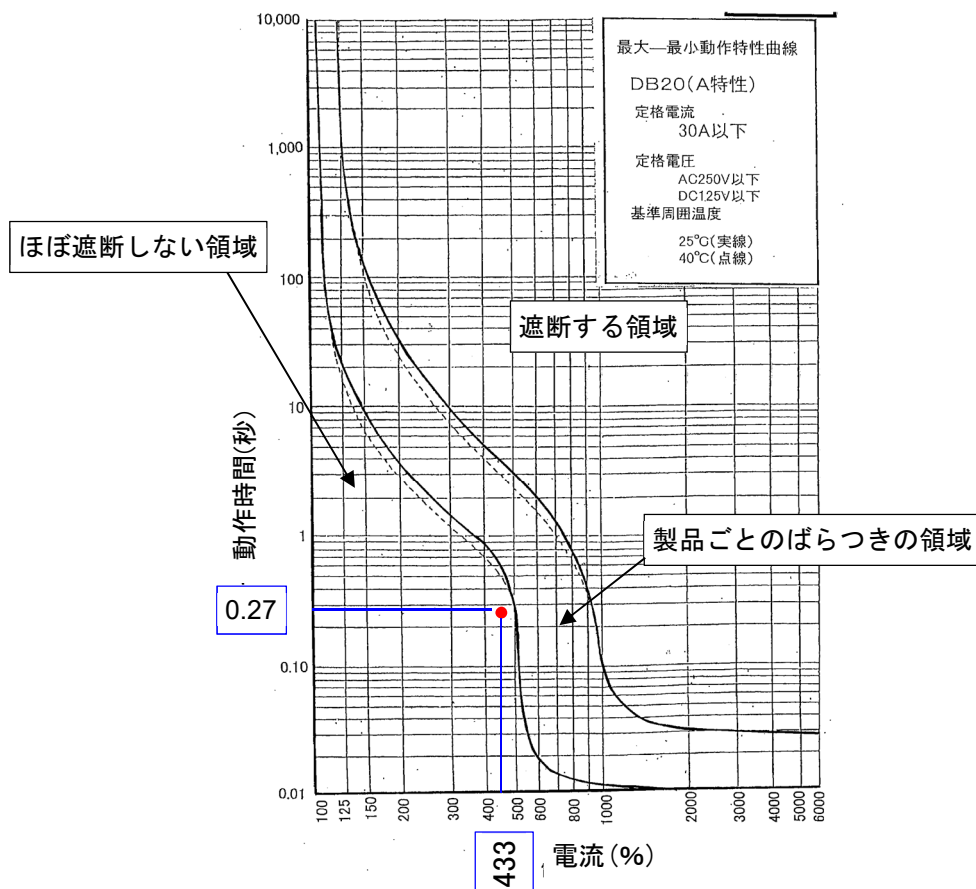 10,000
1,000
100
10
1
0.10
0.01
動作時間(秒)
0.27
ほぼ遮断しない領域
遮断する領域
製品ごとのばらつきの領域
最大―最小動作特性曲線
DB20(A特性)
定格電流
30A以下
定格電圧
AC250V以下
DC125V以下
基準周囲温度
25℃(実線)
40℃(点線)
100
125
150
200
300
400
500
600
800
1000
2000
3000
4000
5000
6000
433
電流(%)